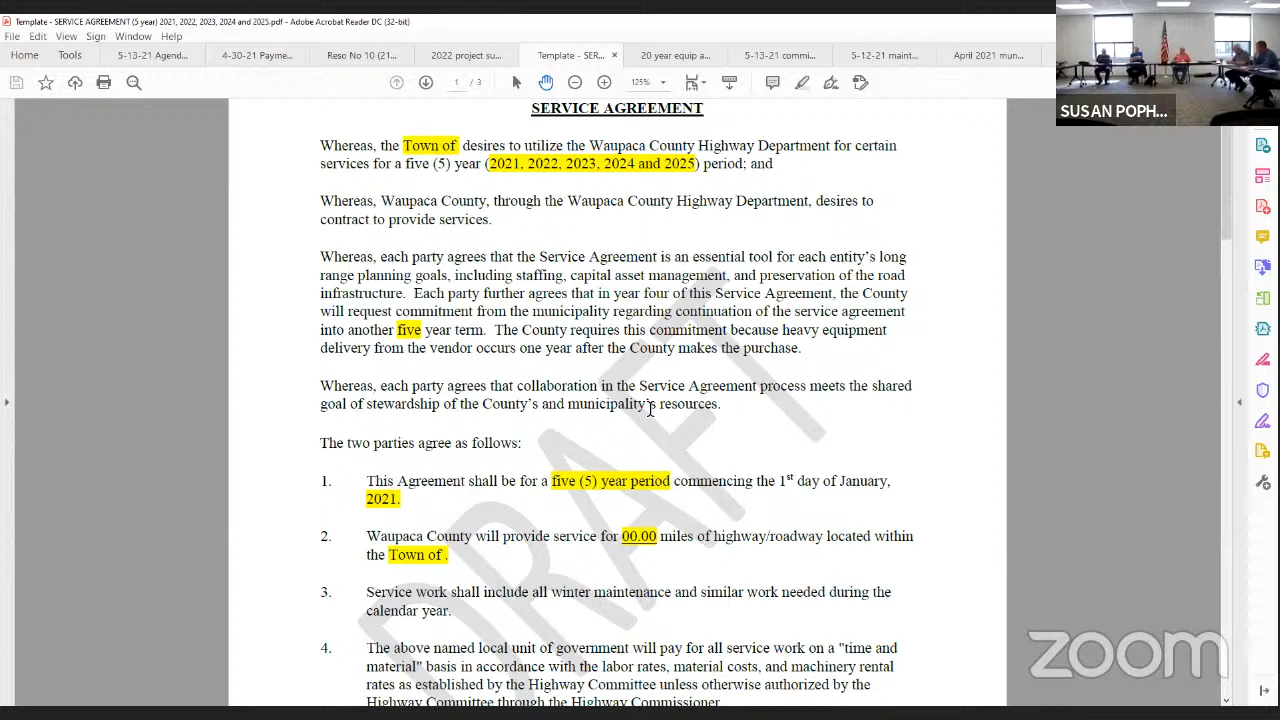 Template - SERVICE AGREEMENT (5 year) 2021, 2022, 2023, 2024 and 2025.pdf - Adobe Acrobat Reader DC (32-bit)
File Edit View Sign Window Help
Home Tools 5-13-21 Agend... 4-30-21 Payme... Reso No 10 (21... 2022 project su... Template - SER... × 20 year equip a... 5-13-21 commi... 5-12-21 maint... April 2021 mun...
1 / 3 125%
SUSAN POPH...
SERVICE AGREEMENT
Whereas, the Town of desires to utilize the Waupaca County Highway Department for certain
services for a five (5) year (2021, 2022, 2023, 2024 and 2025) period; and
Whereas, Waupaca County, through the Waupaca County Highway Department, desires to
contract to provide services.
Whereas, each party agrees that the Service Agreement is an essential tool for each entity's long
range planning goals, including staffing, capital asset management, and preservation of the road
infrastructure. Each party further agrees that in year four of this Service Agreement, the County
will request commitment from the municipality regarding continuation of the service agreement
into another five year term. The County requires this commitment because heavy equipment
delivery from the vendor occurs one year after the County makes the purchase.
Whereas, each party agrees that collaboration in the Service Agreement process meets the shared
goal of stewardship of the County's and municipality's resources.
The two parties agree as follows:
1. This Agreement shall be for a five (5) year period commencing the 1st day of January,
2021.
2. Waupaca County will provide service for 00.00 miles of highway/roadway located within
the Town of .
3. Service work shall include all winter maintenance and similar work needed during the
calendar year.
4. The above named local unit of government will pay for all service work on a "time and
material" basis in accordance with the labor rates, material costs, and machinery rental
rates as established by the Highway Committee unless otherwise authorized by the
Highway Committee through the Highway Commissioner.
DRAFT
zoom